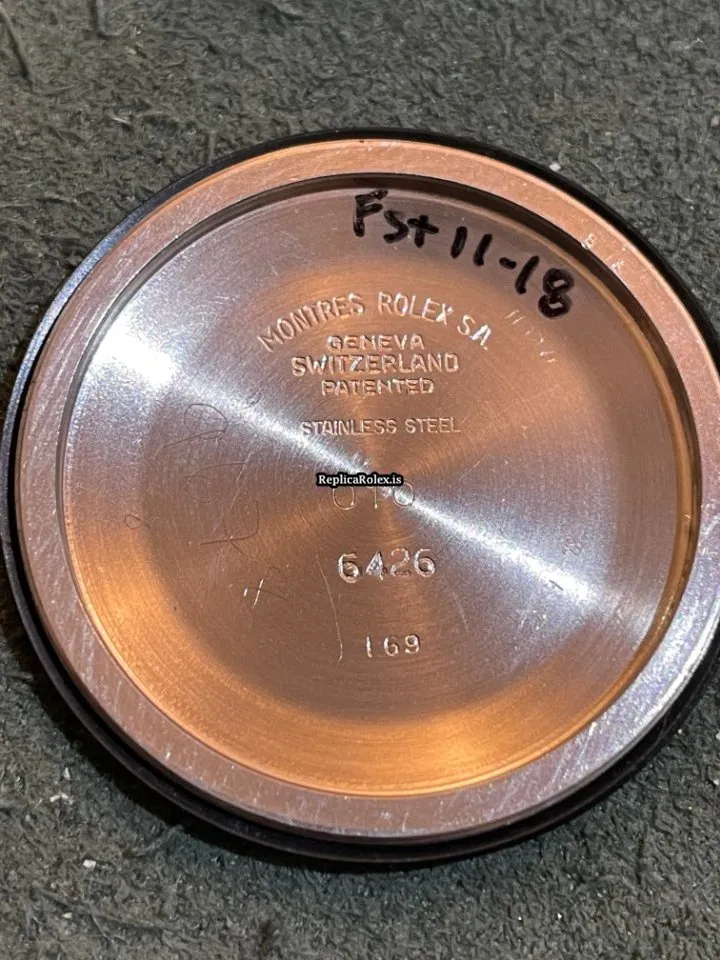 Fst 11-18
MONTRES ROLEX S.A.
GENEVA
SWITZERLAND
PATENTED
STAINLESS STEEL
ReplicaRolex.is
6426
169